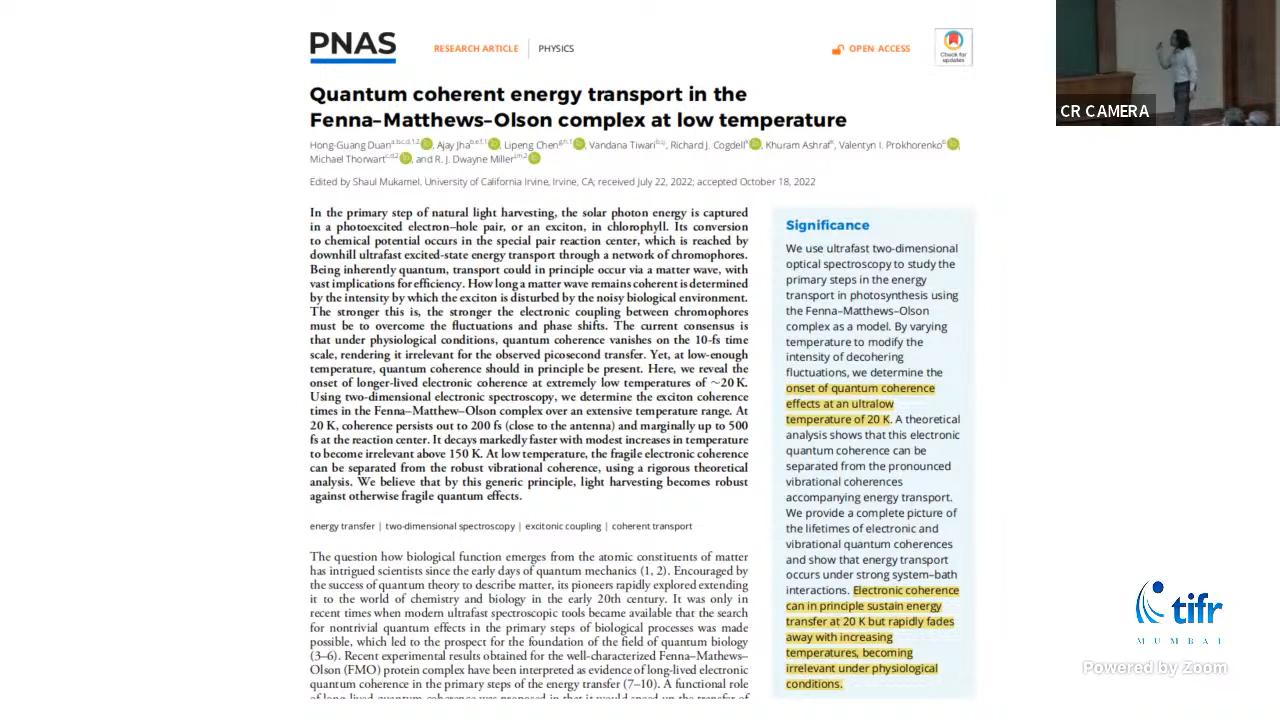 PNAS
RESEARCH ARTICLE | PHYSICS
OPEN ACCESS
Check for
updates
CR CAMERA
Quantum coherent energy transport in the
Fenna–Matthews–Olson complex at low temperature
Hong-Guang Duan, Ajay Jha, Lipeng Chen, Vandana Tiwari, Richard J. Cogdell, Khuram Ashraf, Valentyn I. Prokhorenko,
Michael Thorwart, and R. J. Dwayne Miller
Edited by Shaul Mukamel, University of California Irvine, Irvine, CA; received July 22, 2022; accepted October 18, 2022
In the primary step of natural light harvesting, the solar photon energy is captured
in a photoexcited electron–hole pair, or an exciton, in chlorophyll. Its conversion
to chemical potential occurs in the special pair reaction center, which is reached by
downhill ultrafast excited-state energy transport through a network of chromophores.
Being inherently quantum, transport could in principle occur via a matter wave, with
vast implications for efficiency. How long a matter wave remains coherent is determined
by the intensity by which the exciton is disturbed by the noisy biological environment.
The stronger this is, the stronger the electronic coupling between chromophores
must be to overcome the fluctuations and phase shifts. The current consensus is
that under physiological conditions, quantum coherence vanishes on the 10-fs time
scale, rendering it irrelevant for the observed picosecond transfer. Yet, at low-enough
temperature, quantum coherence should in principle be present. Here, we reveal the
onset of longer-lived electronic coherence at extremely low temperatures of ~20 K.
Using two-dimensional electronic spectroscopy, we determine the exciton coherence
times in the Fenna–Matthew–Olson complex over an extensive temperature range. At
20 K, coherence persists out to 200 fs (close to the antenna) and marginally up to 500
fs at the reaction center. It decays markedly faster with modest increases in temperature
to become irrelevant above 150 K. At low temperature, the fragile electronic coherence
can be separated from the robust vibrational coherence, using a rigorous theoretical
analysis. We believe that by this generic principle, light harvesting becomes robust
against otherwise fragile quantum effects.
energy transfer | two-dimensional spectroscopy | excitonic coupling | coherent transport
The question how biological function emerges from the atomic constituents of matter
has intrigued scientists since the early days of quantum mechanics (1, 2). Encouraged by
the success of quantum theory to describe matter, its pioneers rapidly explored extending
it to the world of chemistry and biology in the early 20th century. It was only in
recent times when modern ultrafast spectroscopic tools became available that the search
for nontrivial quantum effects in the primary steps of biological processes was made
possible, which led to the prospect for the foundation of the field of quantum biology
(3–6). Recent experimental results obtained for the well-characterized Fenna–Mathews–
Olson (FMO) protein complex have been interpreted as evidence of long-lived electronic
quantum coherence in the primary steps of the energy transfer (7–10). A functional role
Significance
We use ultrafast two-dimensional
optical spectroscopy to study the
primary steps in the energy
transport in photosynthesis using
the Fenna–Matthews–Olson
complex as a model. By varying
temperature to modify the
intensity of decohering
fluctuations, we determine the
onset of quantum coherence
effects at an ultralow
temperature of 20 K. A theoretical
analysis shows that this electronic
quantum coherence can be
separated from the pronounced
vibrational coherences
accompanying energy transport.
We provide a complete picture of
the lifetimes of electronic and
vibrational quantum coherences
and show that energy transport
occurs under strong system–bath
interactions. Electronic coherence
can in principle sustain energy
transfer at 20 K but rapidly fades
away with increasing
temperatures, becoming
irrelevant under physiological
conditions.
tifr
MUMBAI
Powered by Zoom